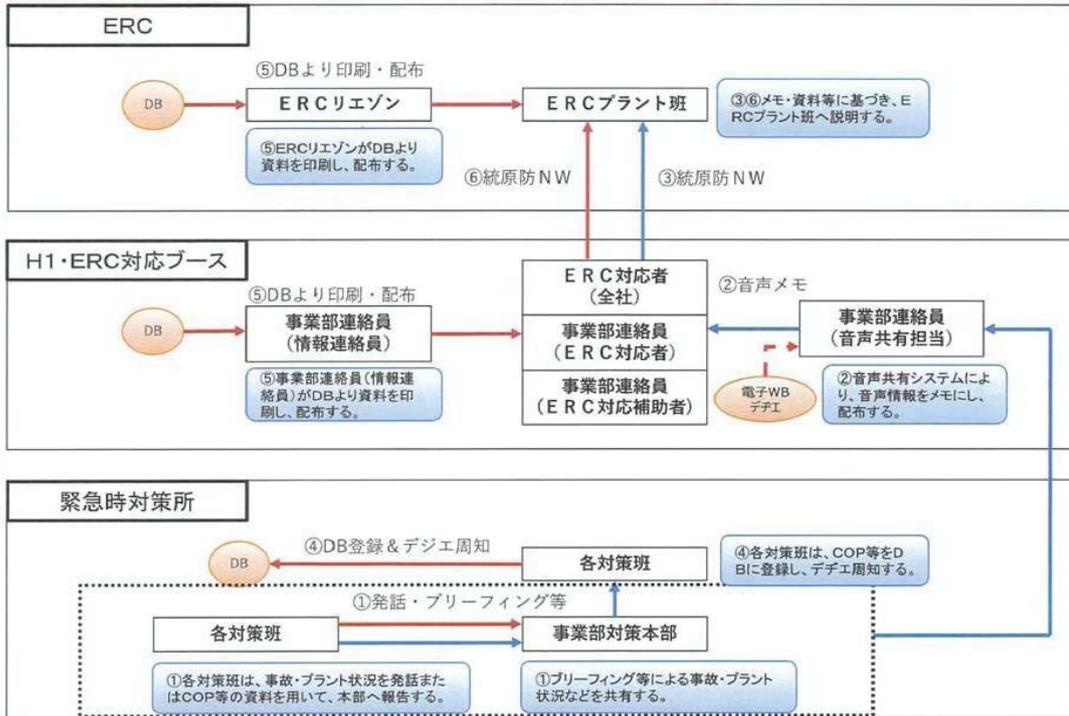 ERC
⑤DBより印刷・配布
DB
ERCリエゾン
ERCプラント班
③⑥メモ・資料等に基づき、E
RCプラント班へ説明する。
⑤ERCリエゾンがDBより
資料を印刷し、配布する。
⑥統原防NW
③統原防NW
H1・ERC対応ブース
⑤DBより印刷・配布
DB
事業部連絡員
(情報連絡員)
⑤事業部連絡員(情報連
絡員)がDBより資料を印
刷し、配布する。
ERC対応者
(全社)
事業部連絡員
(ERC対応者)
事業部連絡員
(ERC対応補助者)
②音声メモ
事業部連絡員
(音声共有担当)
電子WB
デヂエ
②音声共有システムによ
り、音声情報をメモにし、
配布する。
緊急時対策所
④DB登録&デジエ周知
DB
各対策班
④各対策班は、COP等をD
Bに登録し、デヂエ周知する。
①発話・ブリーフィング等
各対策班
事業部対策本部
①各対策班は、事故・プラント状況を発話また
はCOP等の資料を用いて、本部へ報告する。
①ブリーフィング等による事故・プラント
状況などを共有する。